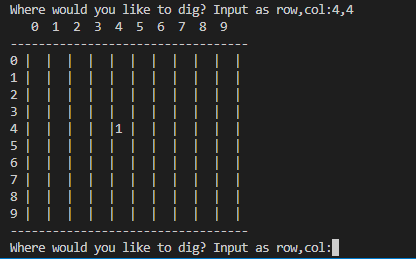 Where would you like to dig? Input as row,col:4,4
   0  1  2  3  4  5  6  7  8  9
----------------------------------
0 |  |  |  |  |  |  |  |  |  |
1 |  |  |  |  |  |  |  |  |  |
2 |  |  |  |  |  |  |  |  |  |
3 |  |  |  |  |  |  |  |  |  |
4 |  |  |  |  |1 |  |  |  |  |
5 |  |  |  |  |  |  |  |  |  |
6 |  |  |  |  |  |  |  |  |  |
7 |  |  |  |  |  |  |  |  |  |
8 |  |  |  |  |  |  |  |  |  |
9 |  |  |  |  |  |  |  |  |  |
----------------------------------
Where would you like to dig? Input as row,col: